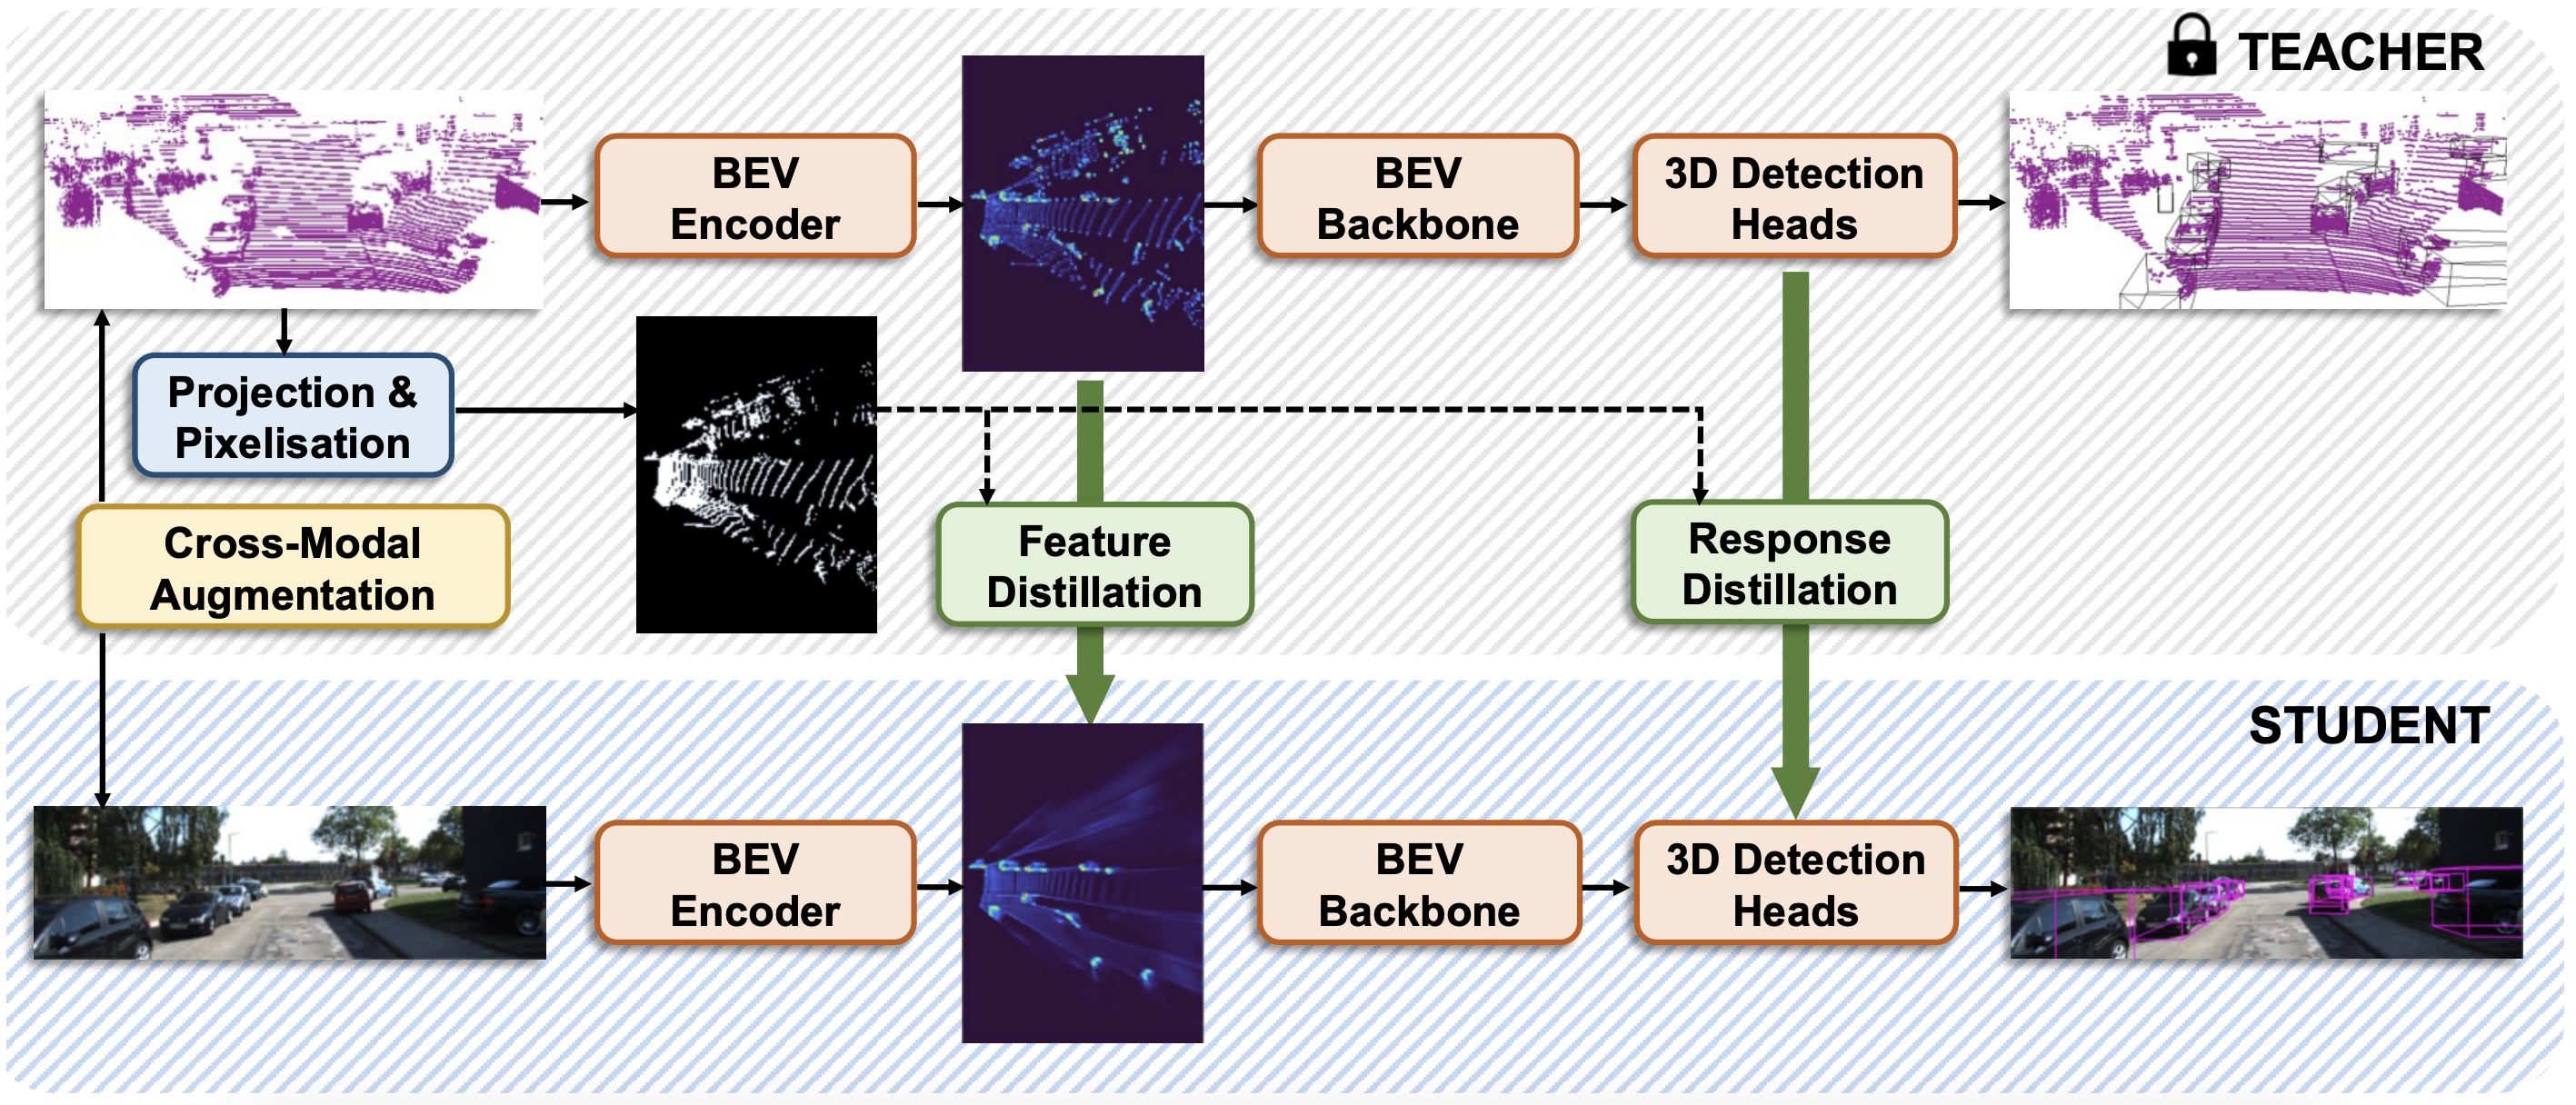 TEACHER
BEV
Encoder
BEV
Backbone
3D Detection
Heads
Projection &
Pixelisation
Cross-Modal
Augmentation
Feature
Distillation
Response
Distillation
STUDENT
BEV
Encoder
BEV
Backbone
3D Detection
Heads